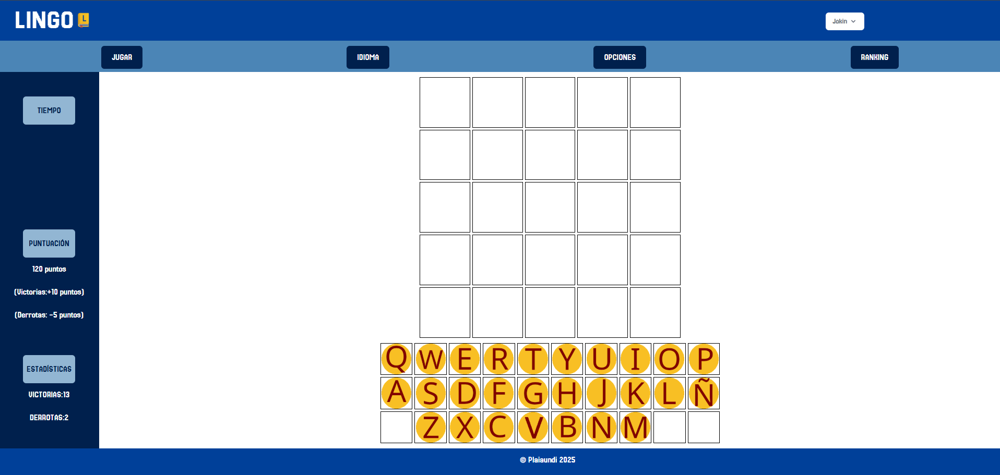 LINGO L
Jokin
JUGAR IDIOMA OPCIONES RANKING
TIEMPO
PUNTUACIÓN
120 puntos
(Victorias:+10 puntos)
(Derrotas: -5 puntos)
ESTADÍSTICAS
VICTORIAS:13
DERROTAS:2
Q W E R T Y U I O P
A S D F G H J K L Ñ
Z X C V B N M
© Plaiaundi 2025